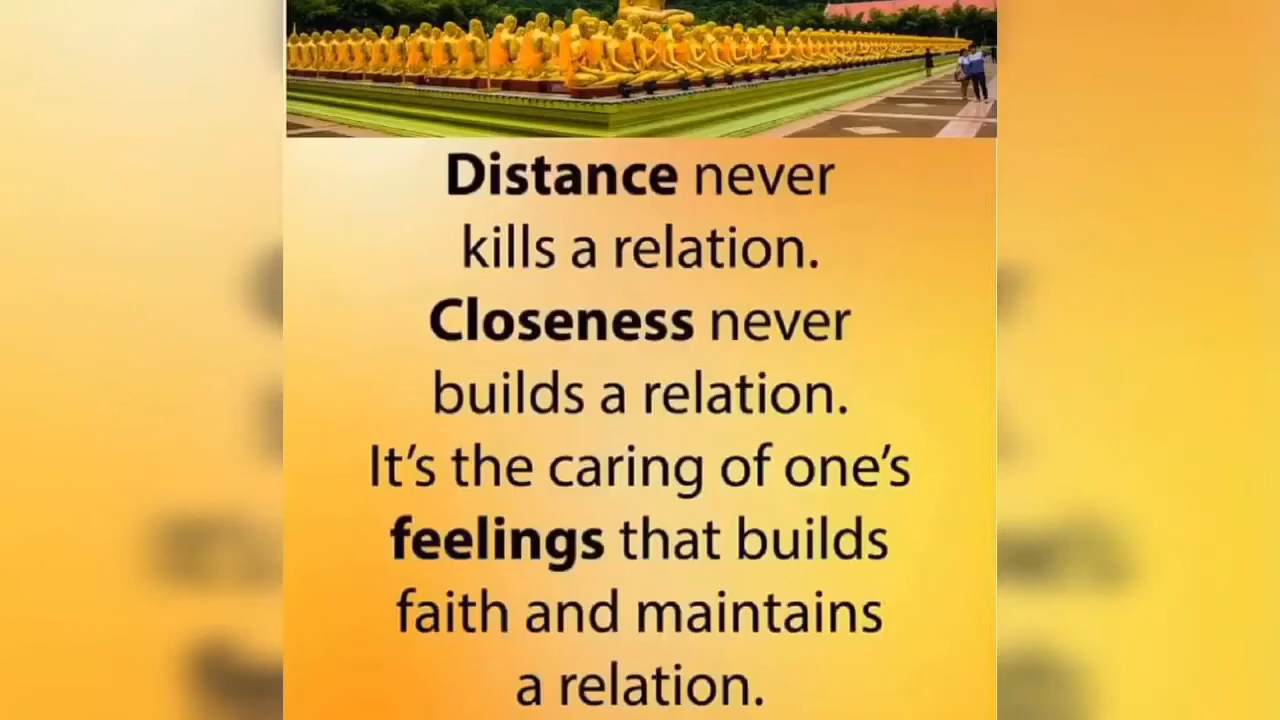 Distance never
kills a relation.
Closeness never
builds a relation.
It's the caring of one's
feelings that builds
faith and maintains
a relation.